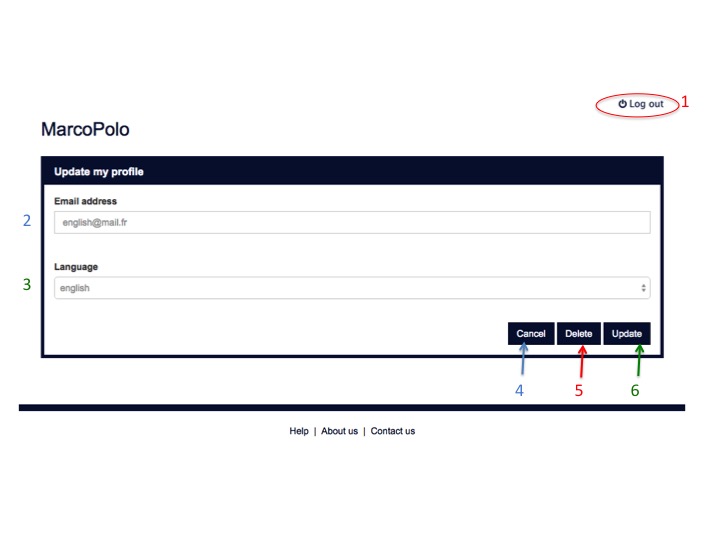 Log out 1
MarcoPolo
Update my profile
Email address
2 english@mail.fr
Language
3 english
Cancel Delete Update
4 5 6
Help | About us | Contact us